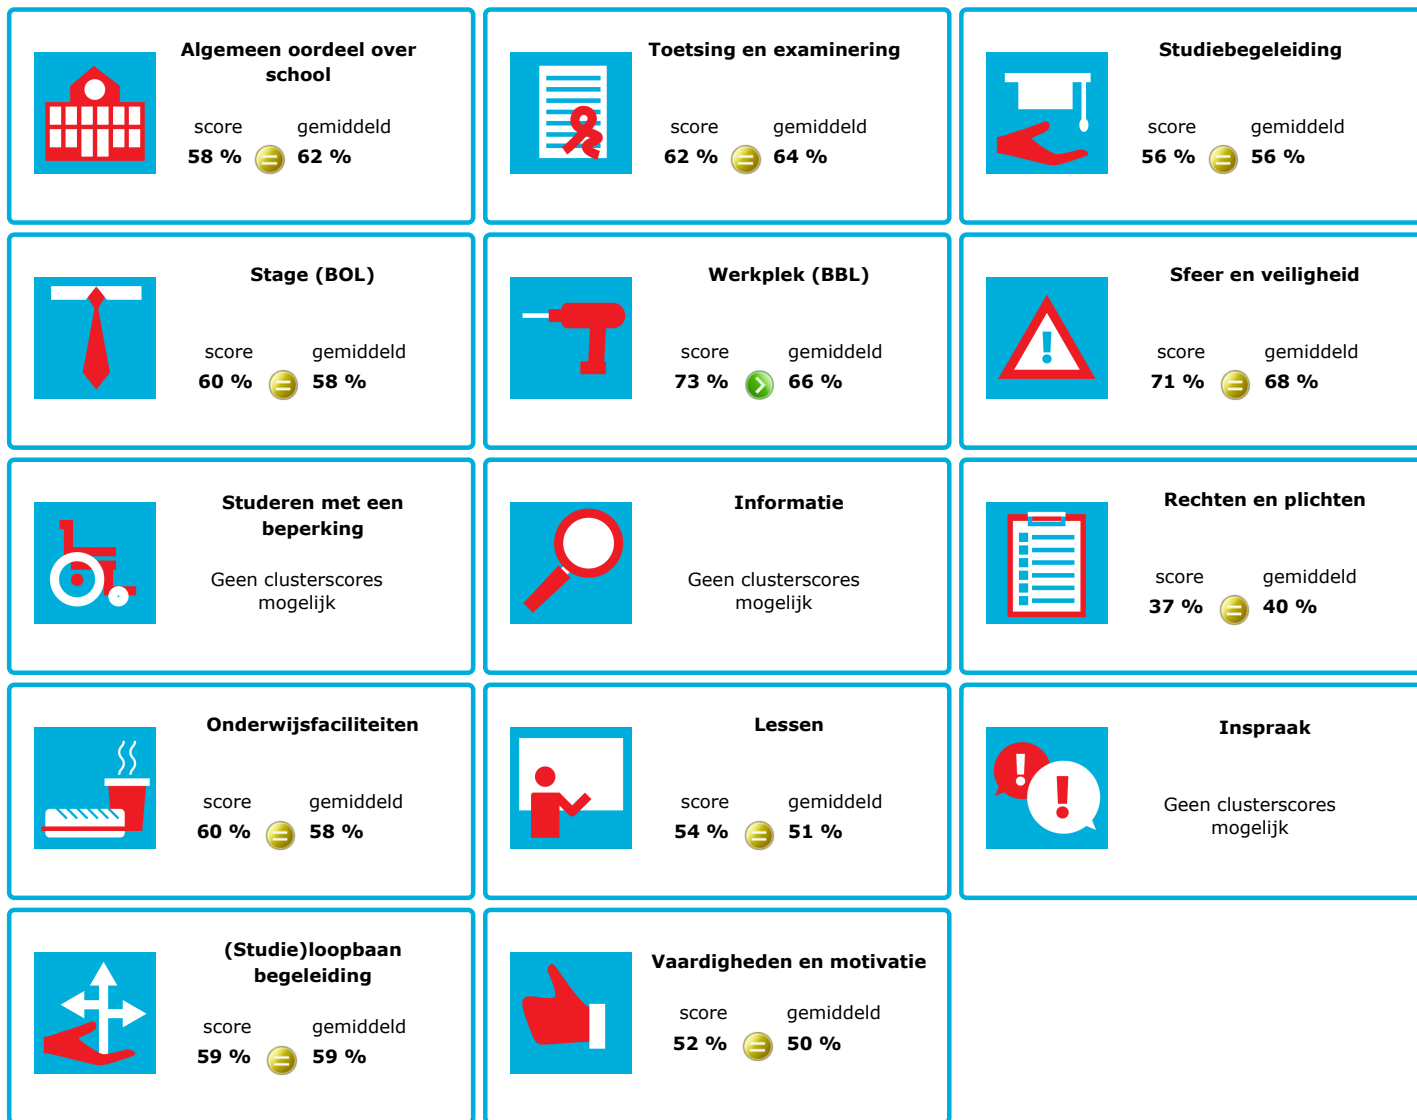 Algemeen oordeel over
school
score gemiddeld
58 % = 62 %
Toetsing en examinering
score gemiddeld
62 % = 64 %
Studiebegeleiding
score gemiddeld
56 % = 56 %
Stage (BOL)
score gemiddeld
60 % = 58 %
Werkplek (BBL)
score gemiddeld
73 % > 66 %
Sfeer en veiligheid
score gemiddeld
71 % = 68 %
Studeren met een
beperking
Geen clusterscores
mogelijk
Informatie
Geen clusterscores
mogelijk
Rechten en plichten
score gemiddeld
37 % = 40 %
Onderwijsfaciliteiten
score gemiddeld
60 % = 58 %
Lessen
score gemiddeld
54 % = 51 %
Inspraak
Geen clusterscores
mogelijk
(Studie)loopbaan
begeleiding
score gemiddeld
59 % = 59 %
Vaardigheden en motivatie
score gemiddeld
52 % = 50 %